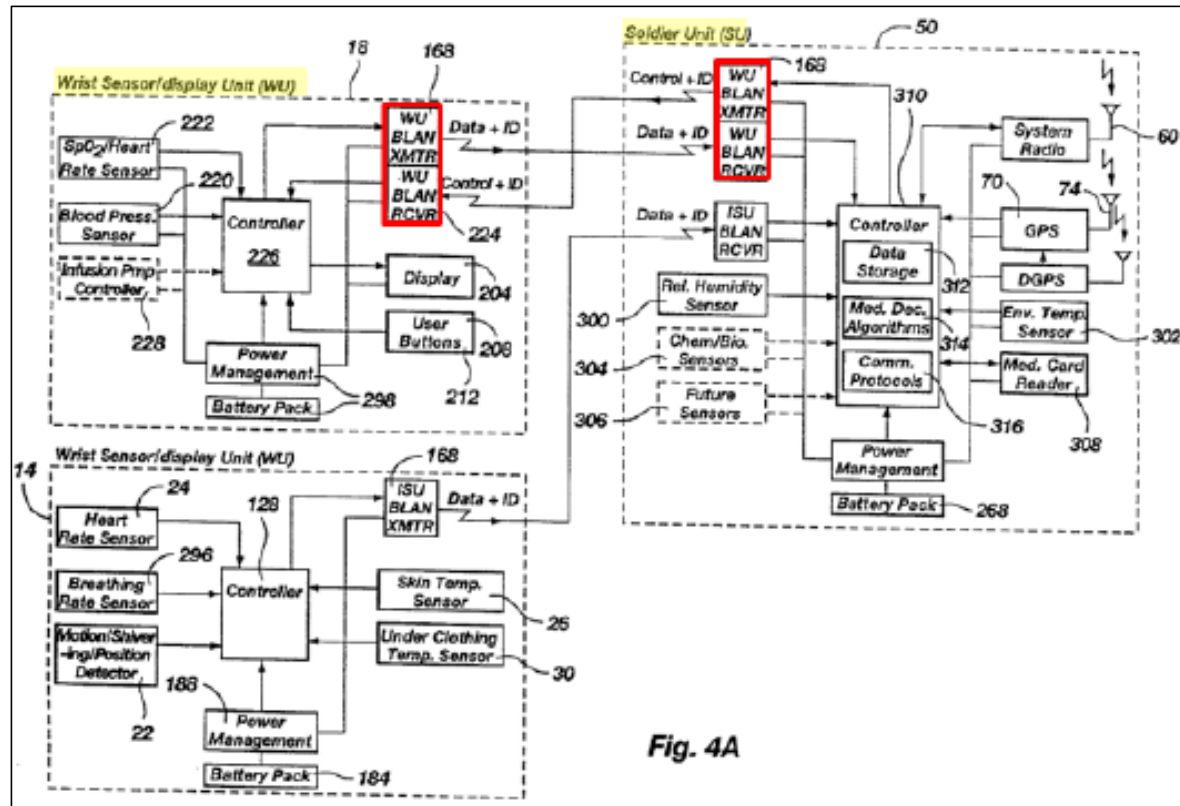 18
168
Wrist Sensor/display Unit (WU)
222
SpO2/Heart
Rate Sensor
220
Blood Press.
Sensor
Infusion Pmp
Controller
228
Controller
226
WU
BLAN
XMTR
WU
BLAN
RCVR
224
Data + ID
Control + ID
Display
204
User
Buttons
208
212
Power
Management
298
Battery Pack
Soldier Unit (SU)
50
168
Control + ID
WU
BLAN
XMTR
Data + ID
WU
BLAN
RCVR
310
System
Radio
60
70
74
GPS
DGPS
Data + ID
ISU
BLAN
RCVR
Controller
Data
Storage
312
Med. Dec.
Algorithms
314
Comm.
Protocols
316
Rel. Humidity
Sensor
300
Chem/Bio.
Sensors
304
Future
Sensors
306
Env. Temp.
Sensor
302
Med. Card
Reader
308
Power
Management
Battery Pack
268
Wrist Sensor/display Unit (WU)
14
24
Heart
Rate Sensor
296
Breathing
Rate Sensor
Motion/Shiver
-ing/Position
Detector
22
128
Controller
168
ISU
BLAN
XMTR
Data + ID
Skin Temp.
Sensor
26
Under Clothing
Temp. Sensor
30
188
Power
Management
Battery Pack
184
Fig. 4A